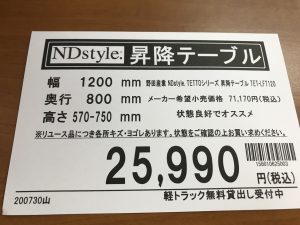 NDstyle. 昇降テーブル
幅 1200 mm 野田産業 NDstyle. TETTOシリーズ 昇降テーブル TET-LFT120
奥行 800 mm メーカー希望小売価格 71,170円(税込)
高さ 570-750 mm 状態良好でオススメ
※リユース品につき各所キズ・ヨゴレあります。状態をご確認の上お買い求めください。
25,990 円(税込)
200730山 軽トラック無料貸出し受付中